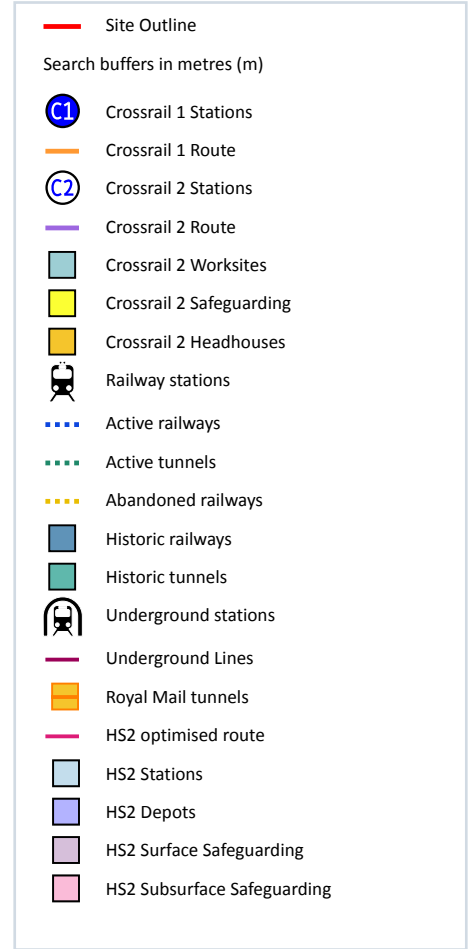 Site Outline
Search buffers in metres (m)
C1 Crossrail 1 Stations
Crossrail 1 Route
C2 Crossrail 2 Stations
Crossrail 2 Route
Crossrail 2 Worksites
Crossrail 2 Safeguarding
Crossrail 2 Headhouses
Railway stations
Active railways
Active tunnels
Abandoned railways
Historic railways
Historic tunnels
Underground stations
Underground Lines
Royal Mail tunnels
HS2 optimised route
HS2 Stations
HS2 Depots
HS2 Surface Safeguarding
HS2 Subsurface Safeguarding